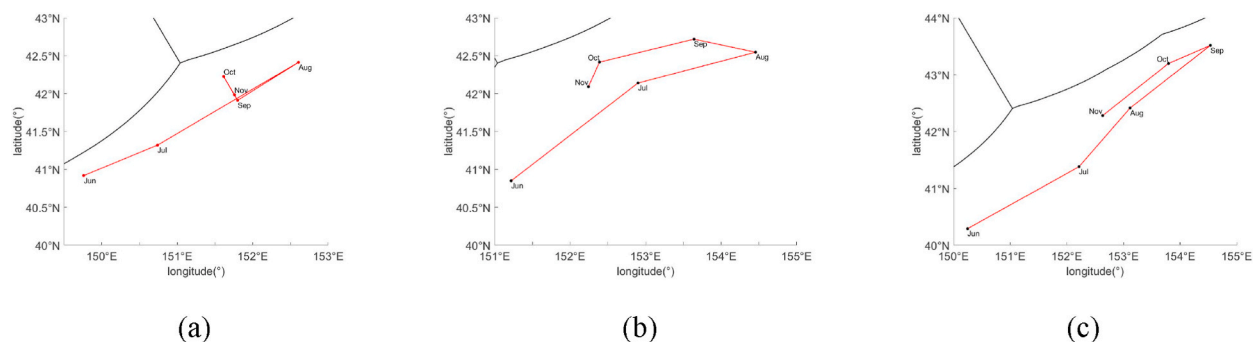 43°N
42.5°N
42°N
41.5°N
41°N
40.5°N
40°N
latitude(°)
150°E
151°E
152°E
153°E
longitude(°)
Jun
Jul
Aug
Sep
Oct
Nov
(a)
43°N
42.5°N
42°N
41.5°N
41°N
40.5°N
40°N
latitude(°)
151°E
152°E
153°E
154°E
155°E
longitude(°)
Jun
Jul
Aug
Sep
Oct
Nov
(b)
44°N
43°N
42°N
41°N
40°N
latitude(°)
150°E
151°E
152°E
153°E
154°E
155°E
longitude(°)
Jun
Jul
Aug
Sep
Oct
Nov
(c)